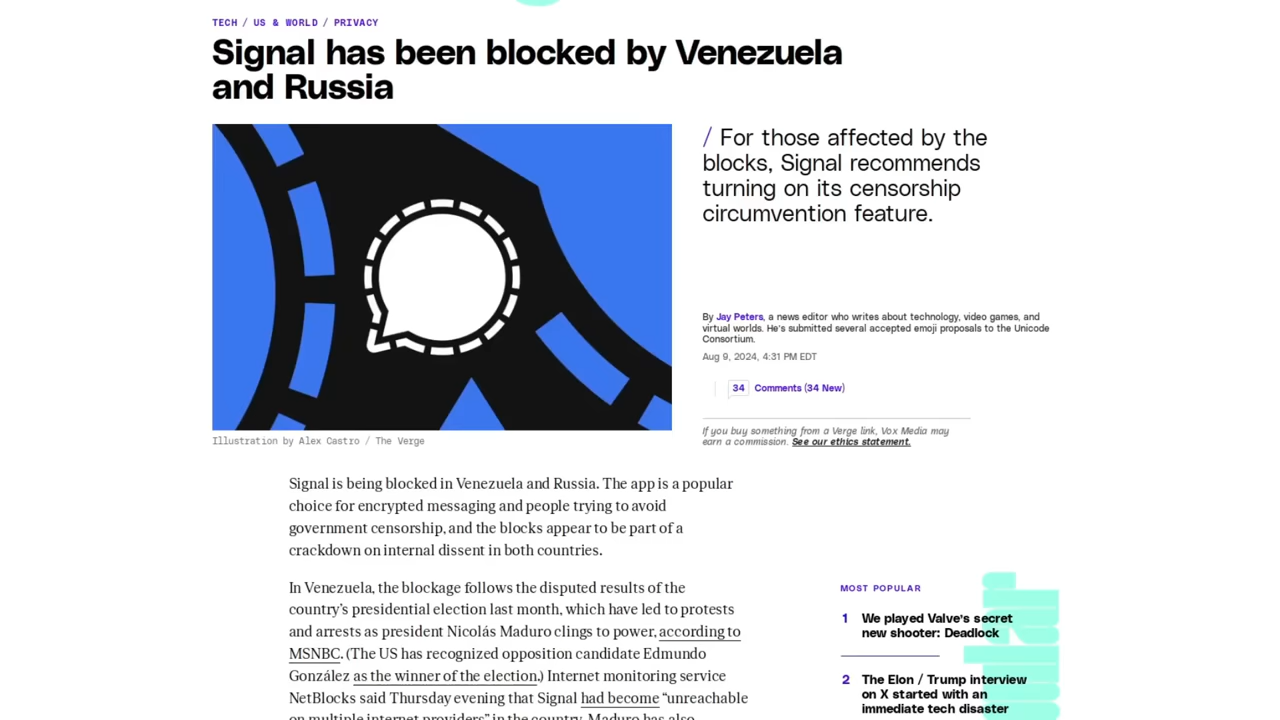 TECH / US & WORLD / PRIVACY
Signal has been blocked by Venezuela
and Russia
/ For those affected by the
blocks, Signal recommends
turning on its censorship
circumvention feature.
By Jay Peters, a news editor who writes about technology, video games, and
virtual worlds. He's submitted several accepted emoji proposals to the Unicode
Consortium.
Aug 9, 2024, 4:31 PM EDT
34 Comments (34 New)
If you buy something from a Verge link, Vox Media may
earn a commission. See our ethics statement.
Illustration by Alex Castro / The Verge
Signal is being blocked in Venezuela and Russia. The app is a popular
choice for encrypted messaging and people trying to avoid
government censorship, and the blocks appear to be part of a
crackdown on internal dissent in both countries.
In Venezuela, the blockage follows the disputed results of the
country's presidential election last month, which have led to protests
and arrests as president Nicolás Maduro clings to power, according to
MSNBC. (The US has recognized opposition candidate Edmundo
González as the winner of the election.) Internet monitoring service
NetBlocks said Thursday evening that Signal had become “unreachable
on multiple internet providers” in the country. Maduro has also
MOST POPULAR
1 We played Valve's secret
new shooter: Deadlock
2 The Elon / Trump interview
on X started with an
immediate tech disaster